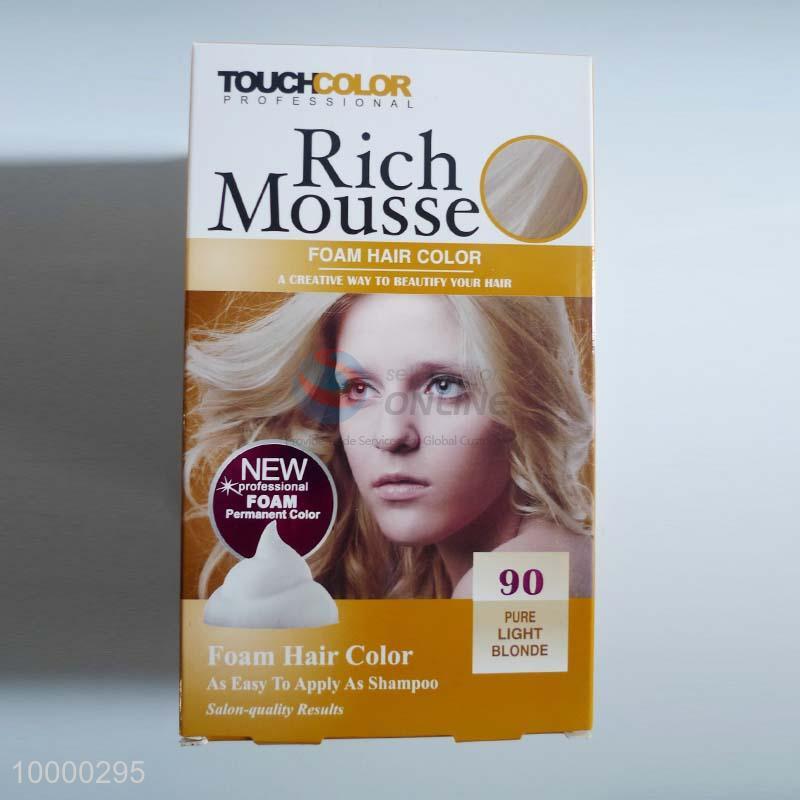 TOUCHCOLOR
PROFESSIONAL
Rich
Mousse
FOAM HAIR COLOR
A CREATIVE WAY TO BEAUTIFY YOUR HAIR
ONLINE
NEW
professional
FOAM
Permanent Color
90
PURE
LIGHT
BLONDE
Foam Hair Color
As Easy To Apply As Shampoo
Salon-quality Results
10000295